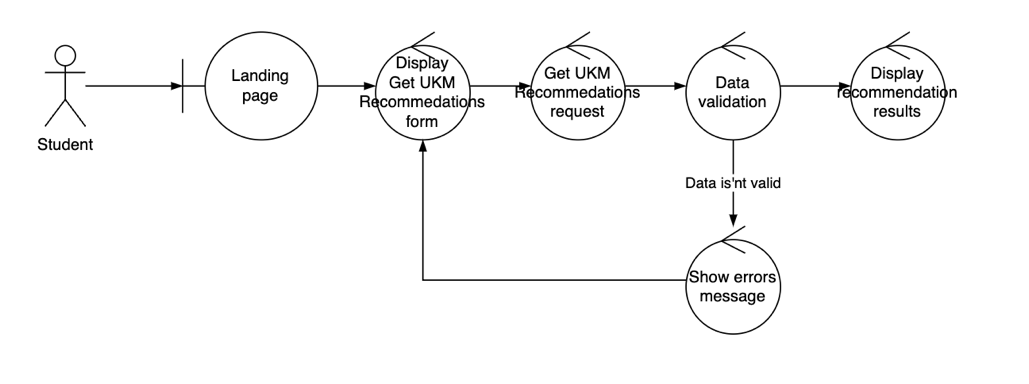 Student
Landing
page
Display
Get UKM
Recommedations
form
Get UKM
Recommedations
request
Data
validation
Display
recommendation
results
Data is'nt valid
Show errors
message